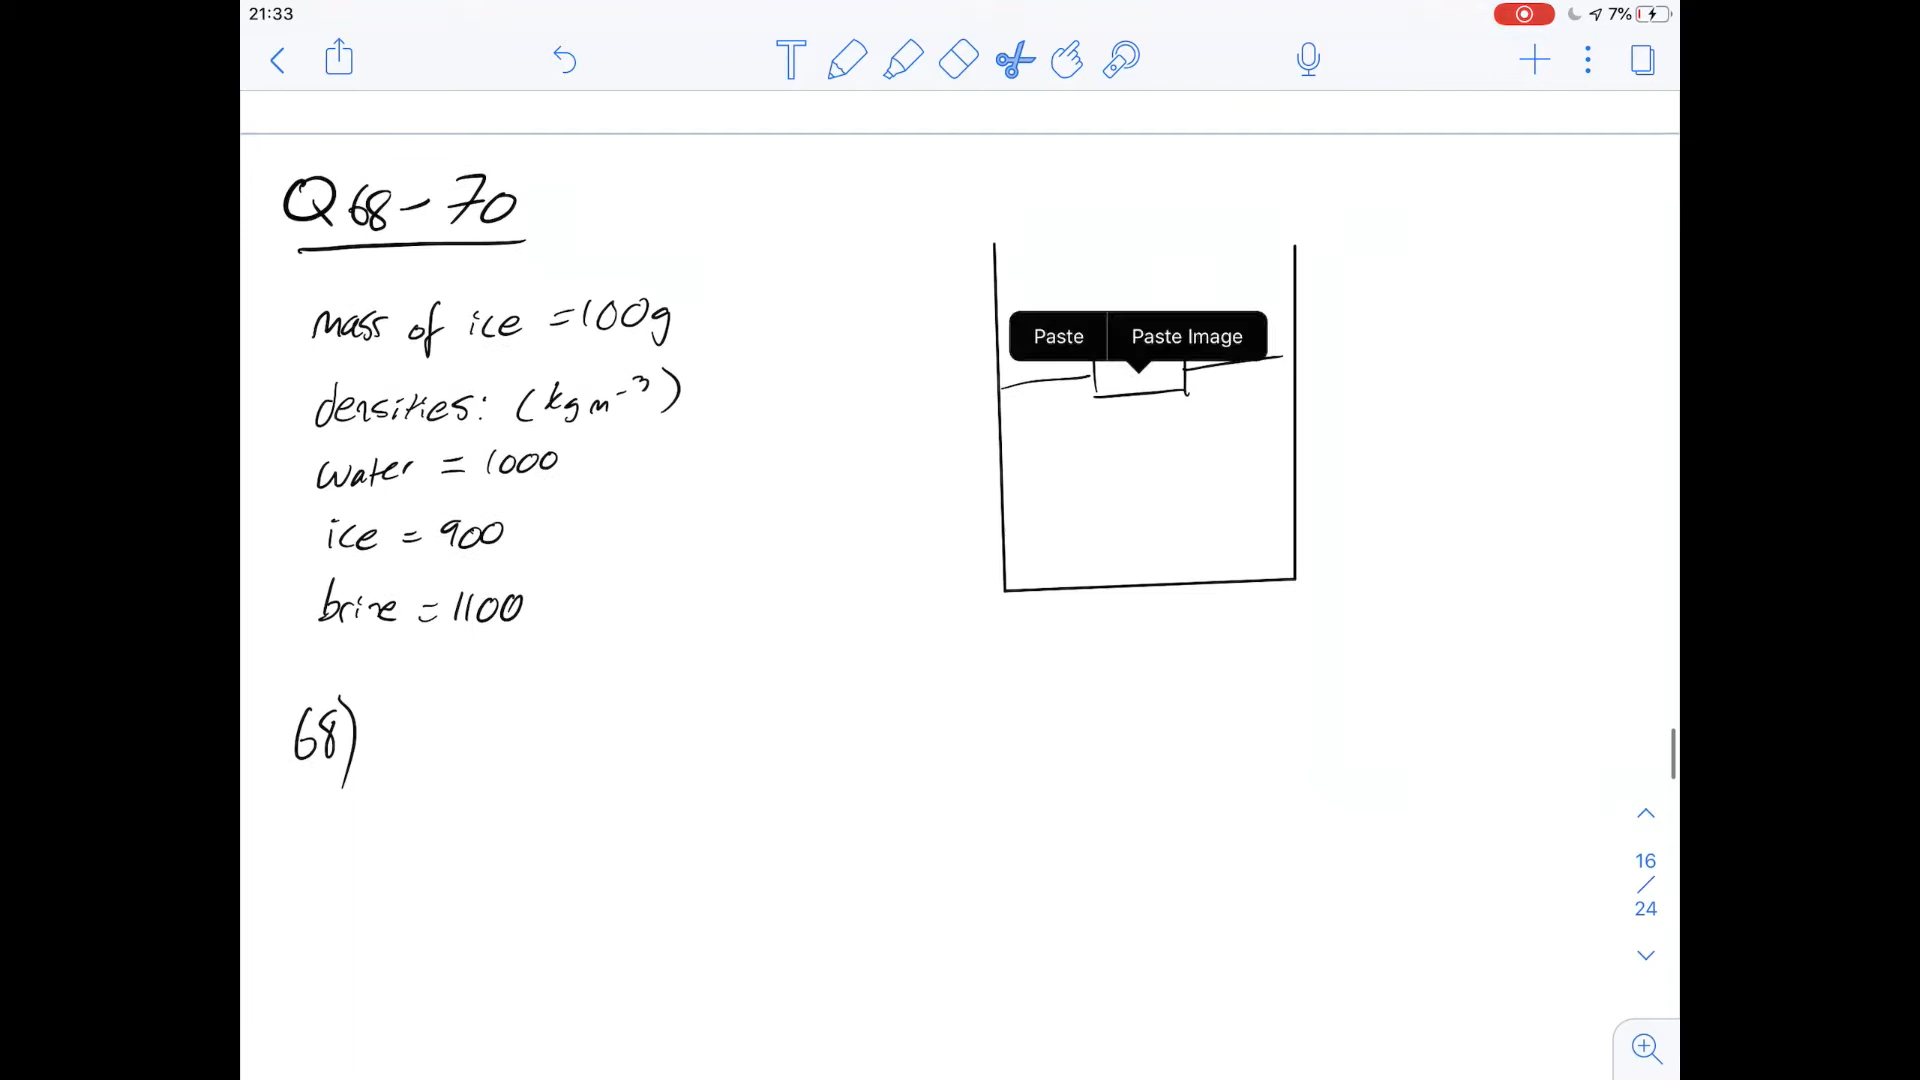 21:33
7%
T
Q68-70
mass of ice = 100g
densities: (kg m⁻³)
water = 1000
ice = 900
brine = 1100
Paste Paste Image
68)
16
/
24